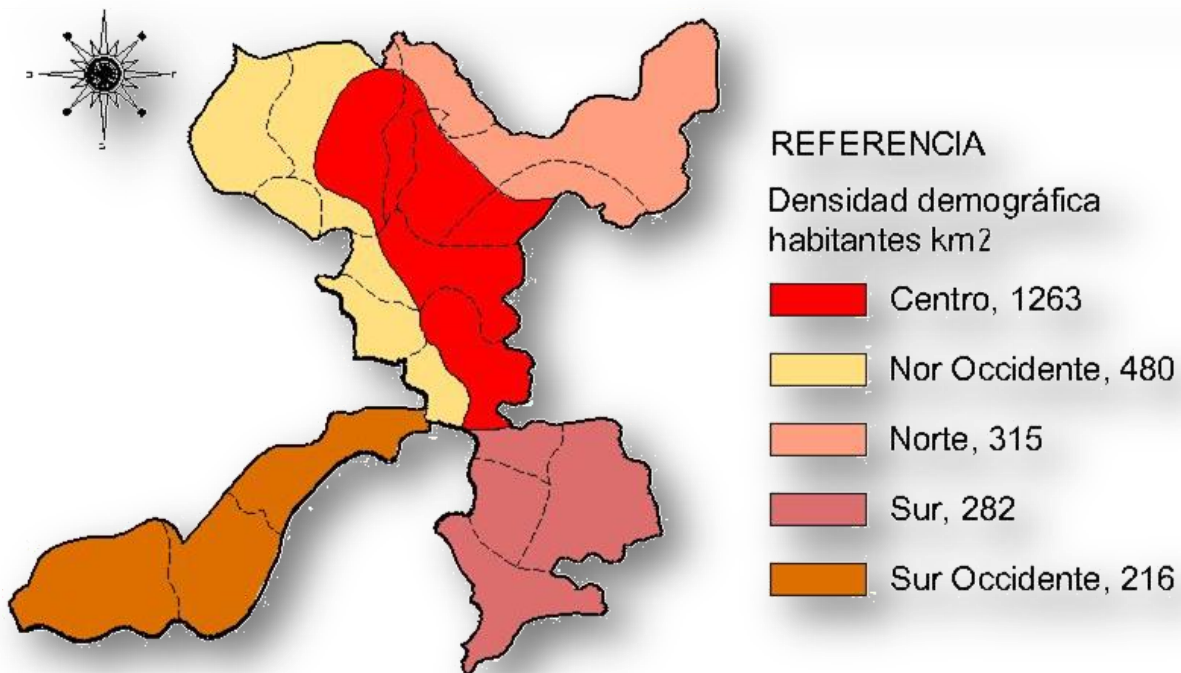 REFERENCIA
Densidad demográfica
habitantes km2
Centro, 1263
Nor Occidente, 480
Norte, 315
Sur, 282
Sur Occidente, 216